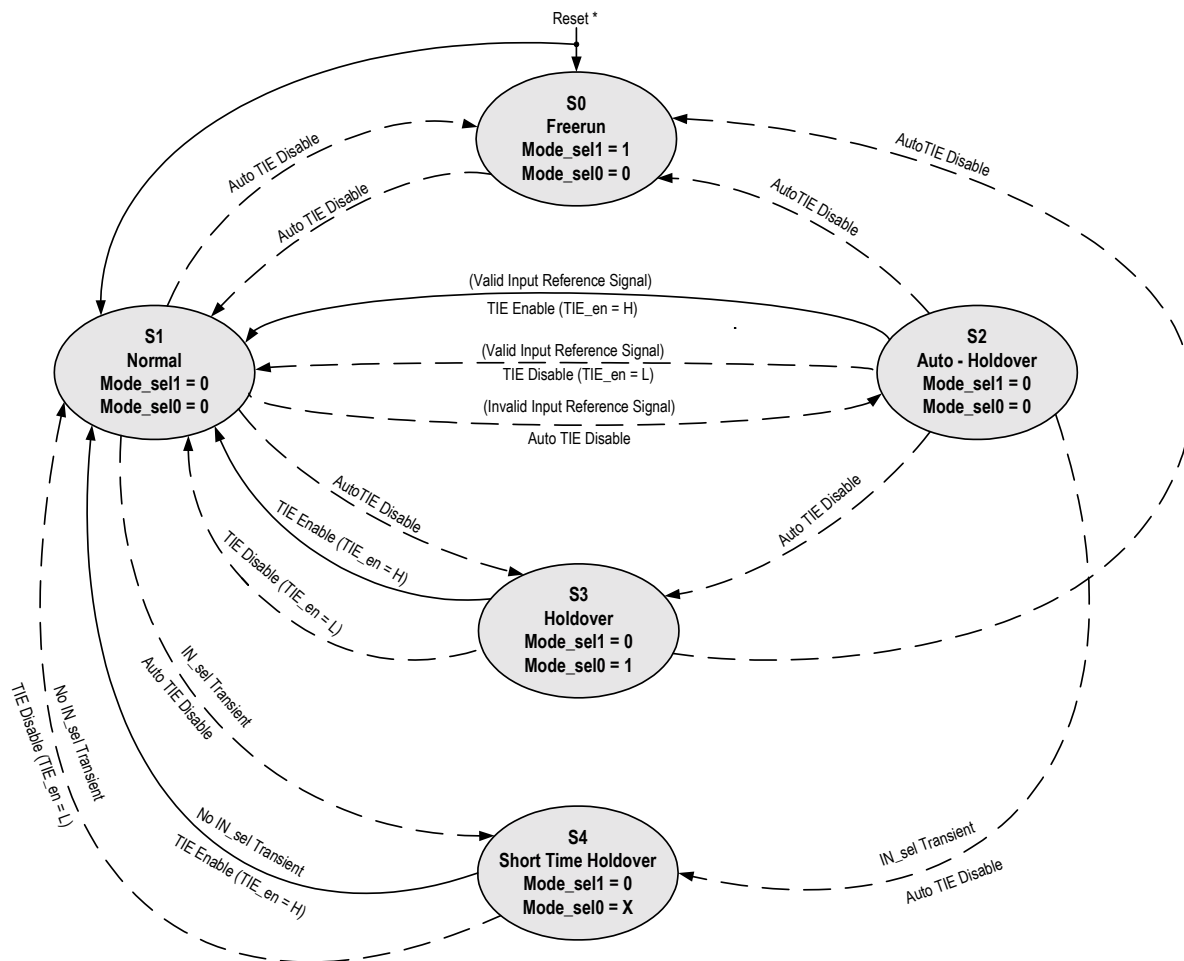 Reset *
S0
Freerun
Mode_sel1 = 1
Mode_sel0 = 0
Auto TIE Disable
Auto TIE Disable
AutoTIE Disable
AutoTIE Disable
(Valid Input Reference Signal)
TIE Enable (TIE_en = H)
S1
Normal
Mode_sel1 = 0
Mode_sel0 = 0
(Valid Input Reference Signal)
TIE Disable (TIE_en = L)
(Invalid Input Reference Signal)
Auto TIE Disable
S2
Auto - Holdover
Mode_sel1 = 0
Mode_sel0 = 0
AutoTIE Disable
TIE Enable (TIE_en = H)
TIE Disable (TIE_en = L)
Auto TIE Disable
S3
Holdover
Mode_sel1 = 0
Mode_sel0 = 1
IN_sel Transient
Auto TIE Disable
No IN_sel Transient
TIE Disable (TIE_en = L)
No IN_sel Transient
TIE Enable (TIE_en = H)
S4
Short Time Holdover
Mode_sel1 = 0
Mode_sel0 = X
IN_sel Transient
Auto TIE Disable